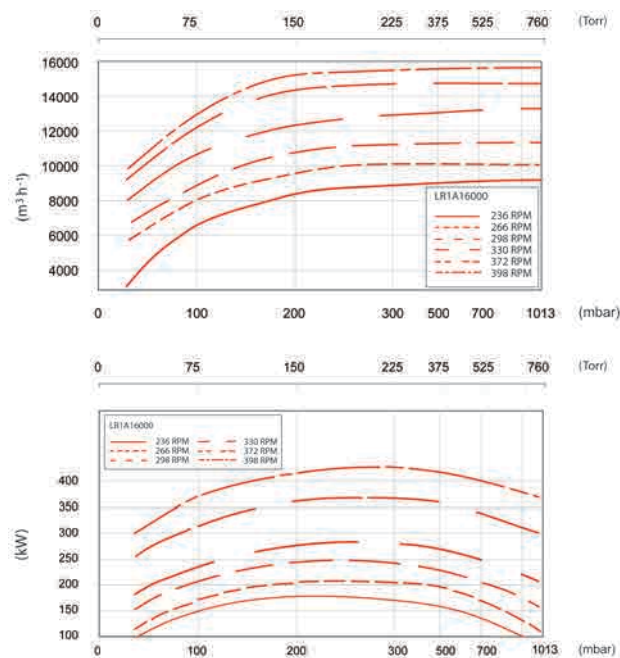 0 75 150 225 375 525 760 (Torr)
16000
14000
12000
10000
8000
6000
4000
(m³ h⁻¹)
LR1A16000
236 RPM
266 RPM
298 RPM
330 RPM
372 RPM
398 RPM
0 100 200 300 500 700 1013 (mbar)
0 75 150 225 375 525 760 (Torr)
LR1A16000
236 RPM 330 RPM
266 RPM 372 RPM
298 RPM 398 RPM
400
350
300
250
200
150
100
(kW)
0 100 200 300 500 700 1013 (mbar)